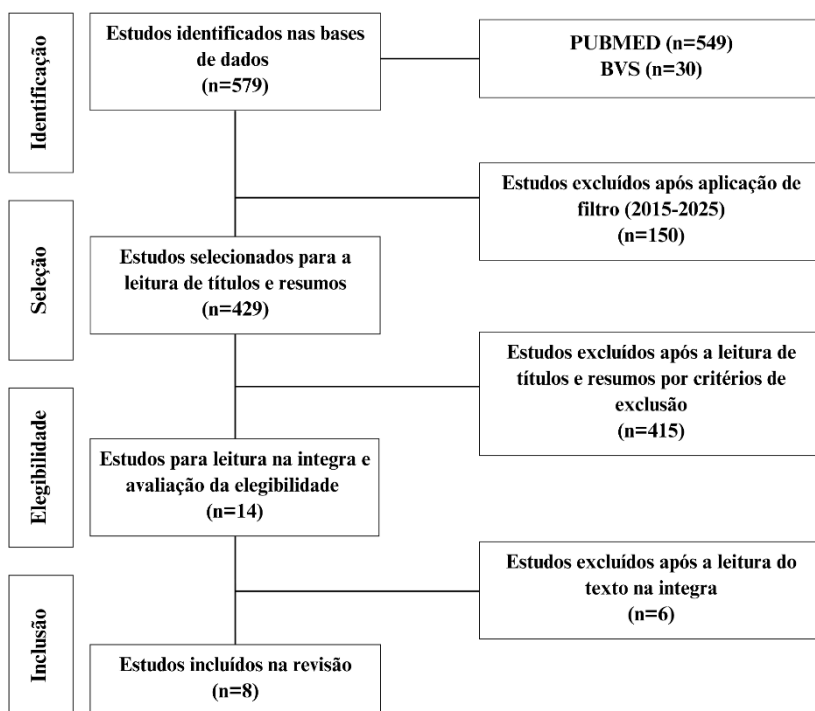 Identificação
Estudos identificados nas bases
de dados
(n=579)
PUBMED (n=549)
BVS (n=30)
Estudos excluídos após aplicação de
filtro (2015-2025)
(n=150)
Seleção
Estudos selecionados para a
leitura de títulos e resumos
(n=429)
Estudos excluídos após a leitura de
títulos e resumos por critérios de
exclusão
(n=415)
Elegibilidade
Estudos para leitura na integra e
avaliação da elegibilidade
(n=14)
Estudos excluídos após a leitura do
texto na integra
(n=6)
Inclusão
Estudos incluídos na revisão
(n=8)